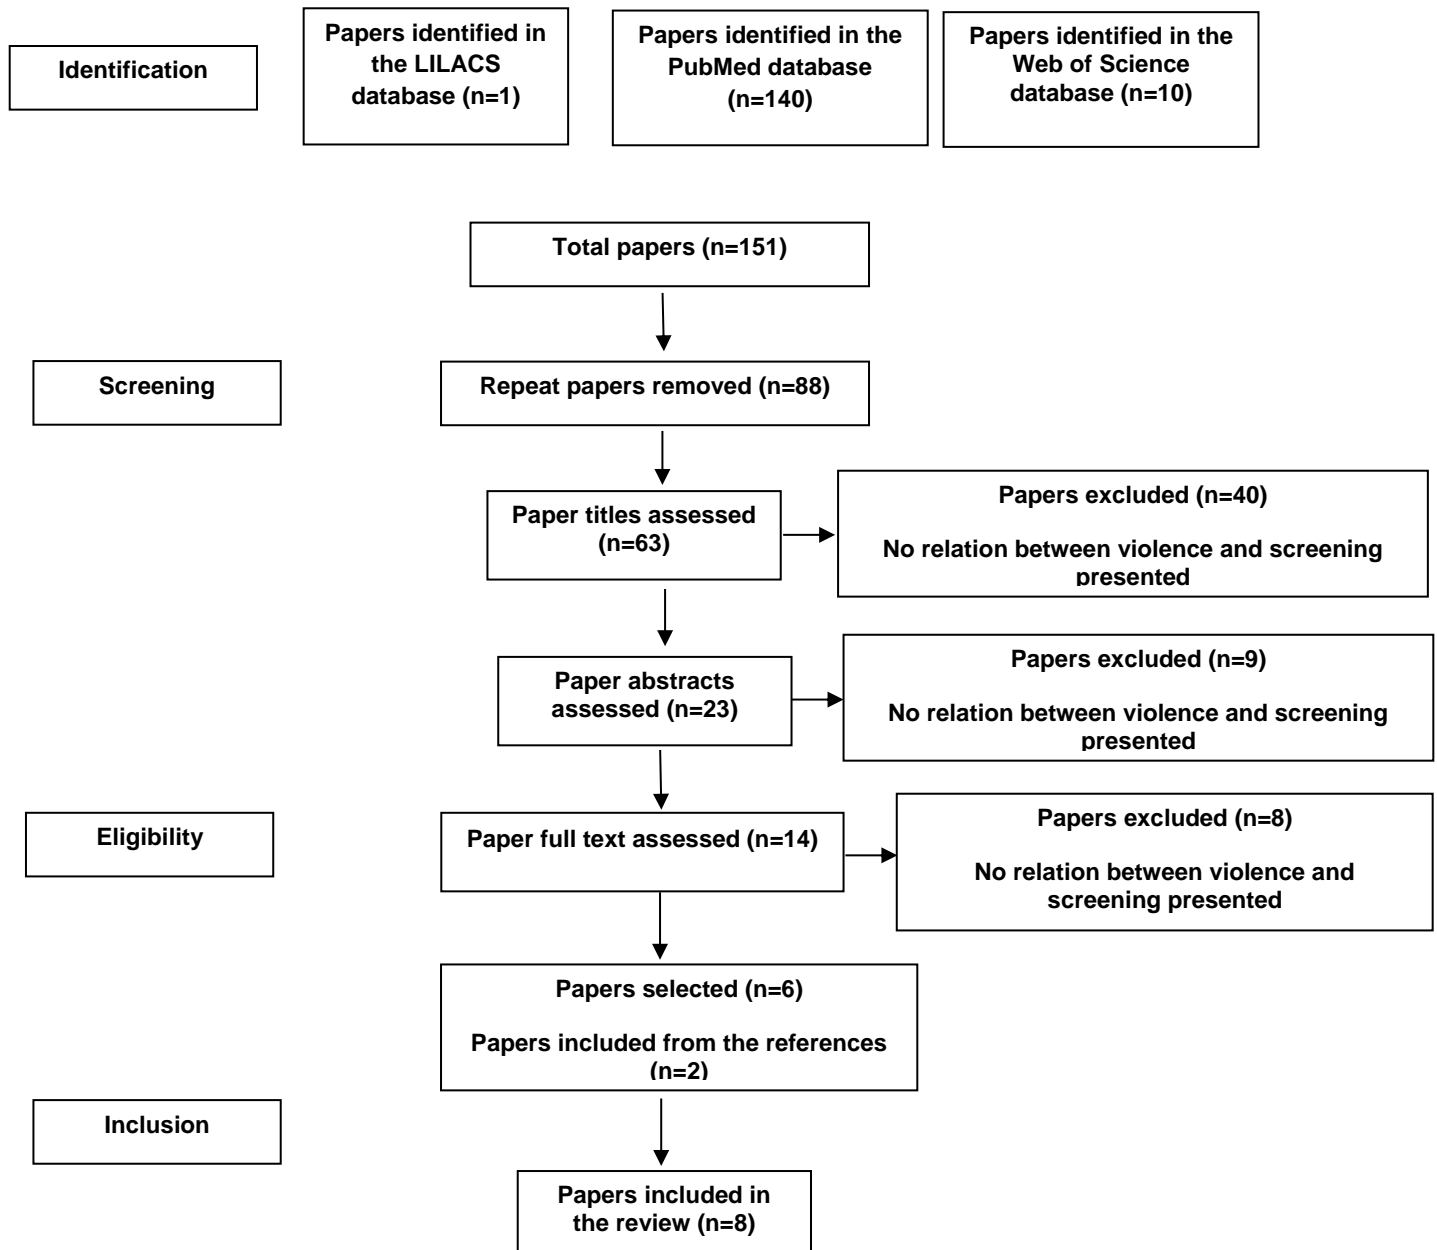 Identification
Papers identified in
the LILACS
database (n=1)
Papers identified in the
PubMed database
(n=140)
Papers identified in the
Web of Science
database (n=10)
Total papers (n=151)
Screening
Repeat papers removed (n=88)
Paper titles assessed
(n=63)
Papers excluded (n=40)
No relation between violence and screening
presented
Paper abstracts
assessed (n=23)
Papers excluded (n=9)
No relation between violence and screening
presented
Eligibility
Paper full text assessed (n=14)
Papers excluded (n=8)
No relation between violence and
screening presented
Papers selected (n=6)
Papers included from the references
(n=2)
Inclusion
Papers included in
the review (n=8)